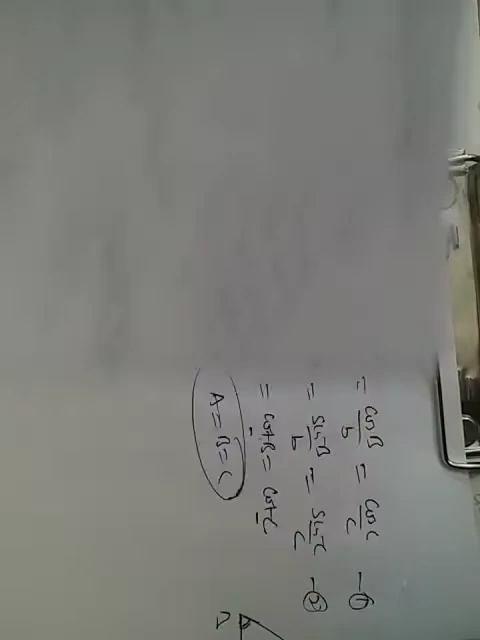 = cosB/b = cosC/c —①
= sinB/b = sinC/c —②
= cotB = cotC
A = B = C